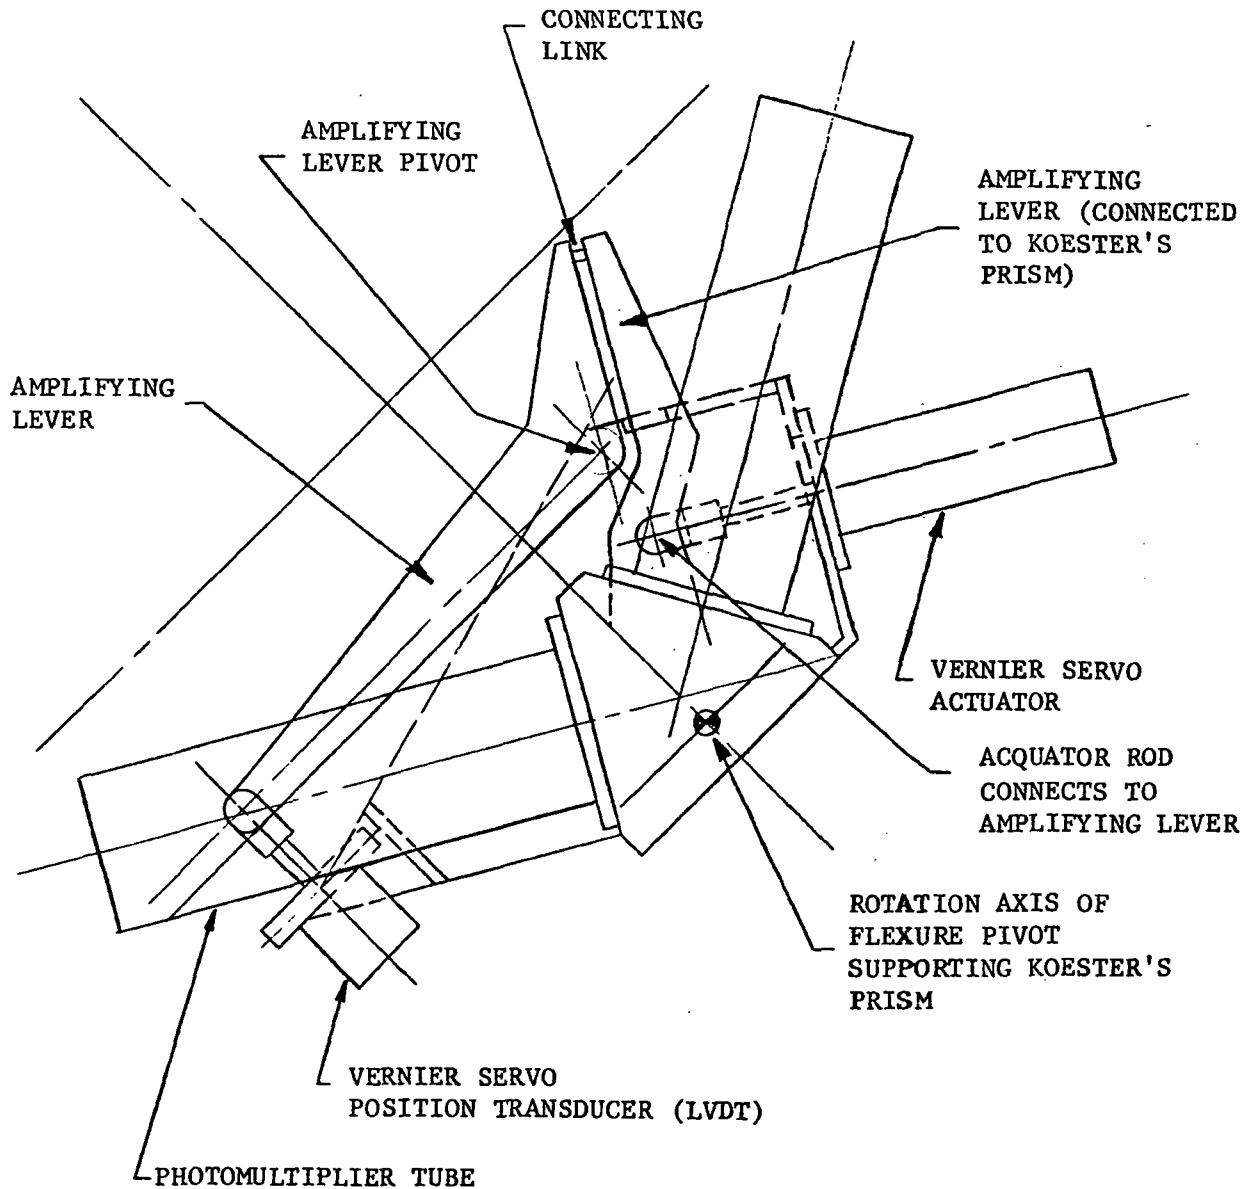 CONNECTING
LINK
AMPLIFYING
LEVER PIVOT
AMPLIFYING
LEVER (CONNECTED
TO KOESTER'S
PRISM)
AMPLIFYING
LEVER
VERNIER SERVO
ACTUATOR
ACQUATOR ROD
CONNECTS TO
AMPLIFYING LEVER
ROTATION AXIS OF
FLEXURE PIVOT
SUPPORTING KOESTER'S
PRISM
VERNIER SERVO
POSITION TRANSDUCER (LVDT)
PHOTOMULTIPLIER TUBE